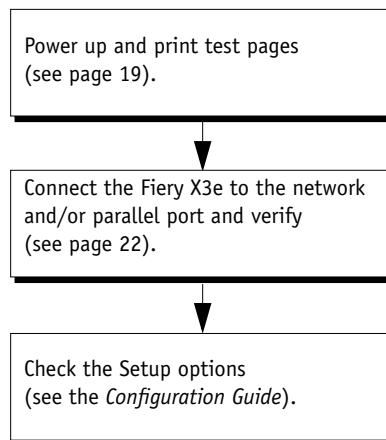 Power up and print test pages
(see page 19).
Connect the Fiery X3e to the network
and/or parallel port and verify
(see page 22).
Check the Setup options
(see the Configuration Guide).